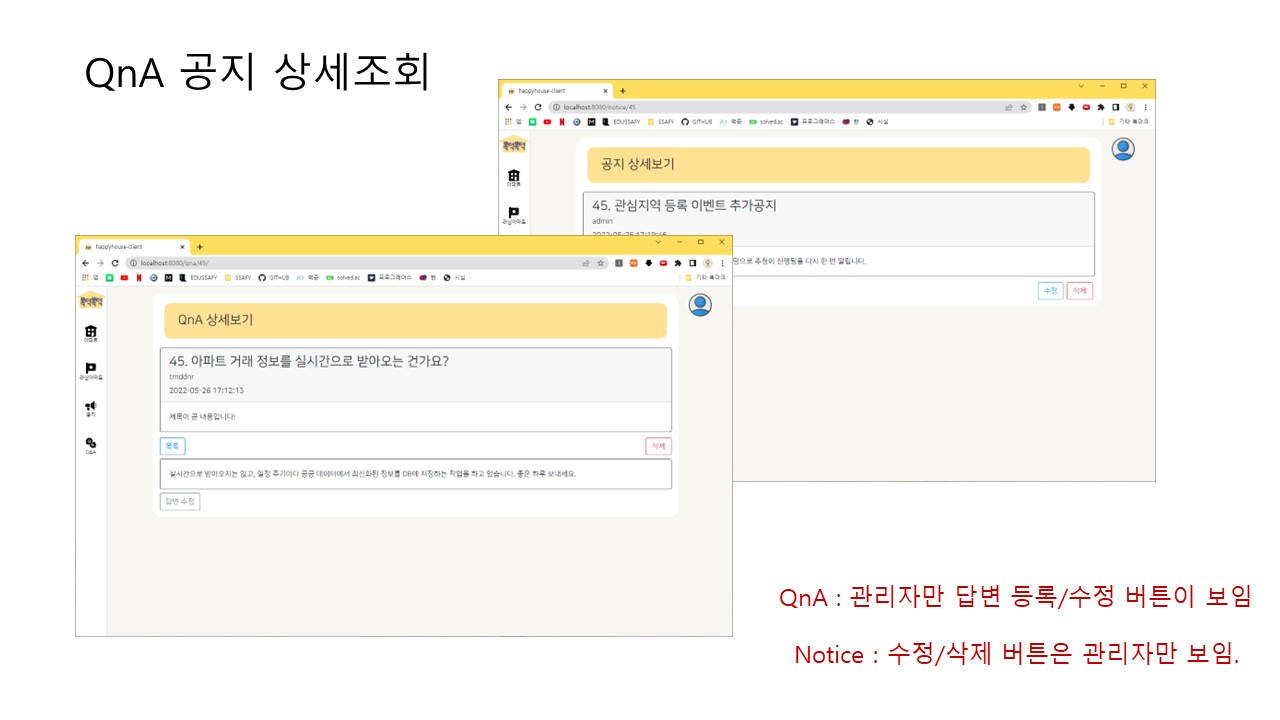 QnA 공지 상세조회
happyhouse-client
localhost:8080/notice/45
앱
EDUSSAFY
SSAFY
GITHUB
백준
solved.ac
프로그래머스
기타 북마크
뚝딱뚝딱
아파트
관심아파트
공지 상세보기
45. 관심지역 등록 이벤트 추가공지
admin
으로 추첨이 진행됨을 다시 한 번 알립니다.
수정
삭제
happyhouse-client
localhost:8080/qna/45/
앱
EDUSSAFY
SSAFY
GITHUB
백준
solved.ac
프로그래머스
기타 북마크
아파트
관심아파트
공지
Q&A
QnA 상세보기
45. 아파트 거래 정보를 실시간으로 받아오는 건가요?
tmddnr
2022-05-26 17:12:13
제목이 곧 내용입니다!
목록
삭제
실시간으로 받아오지는 않고, 일정 주기마다 공공 데이터에서 최신화된 정보를 DB에 저장하는 작업을 하고 있습니다. 좋은 하루 보내세요.
답변 수정
QnA : 관리자만 답변 등록/수정 버튼이 보임
Notice : 수정/삭제 버튼은 관리자만 보임.